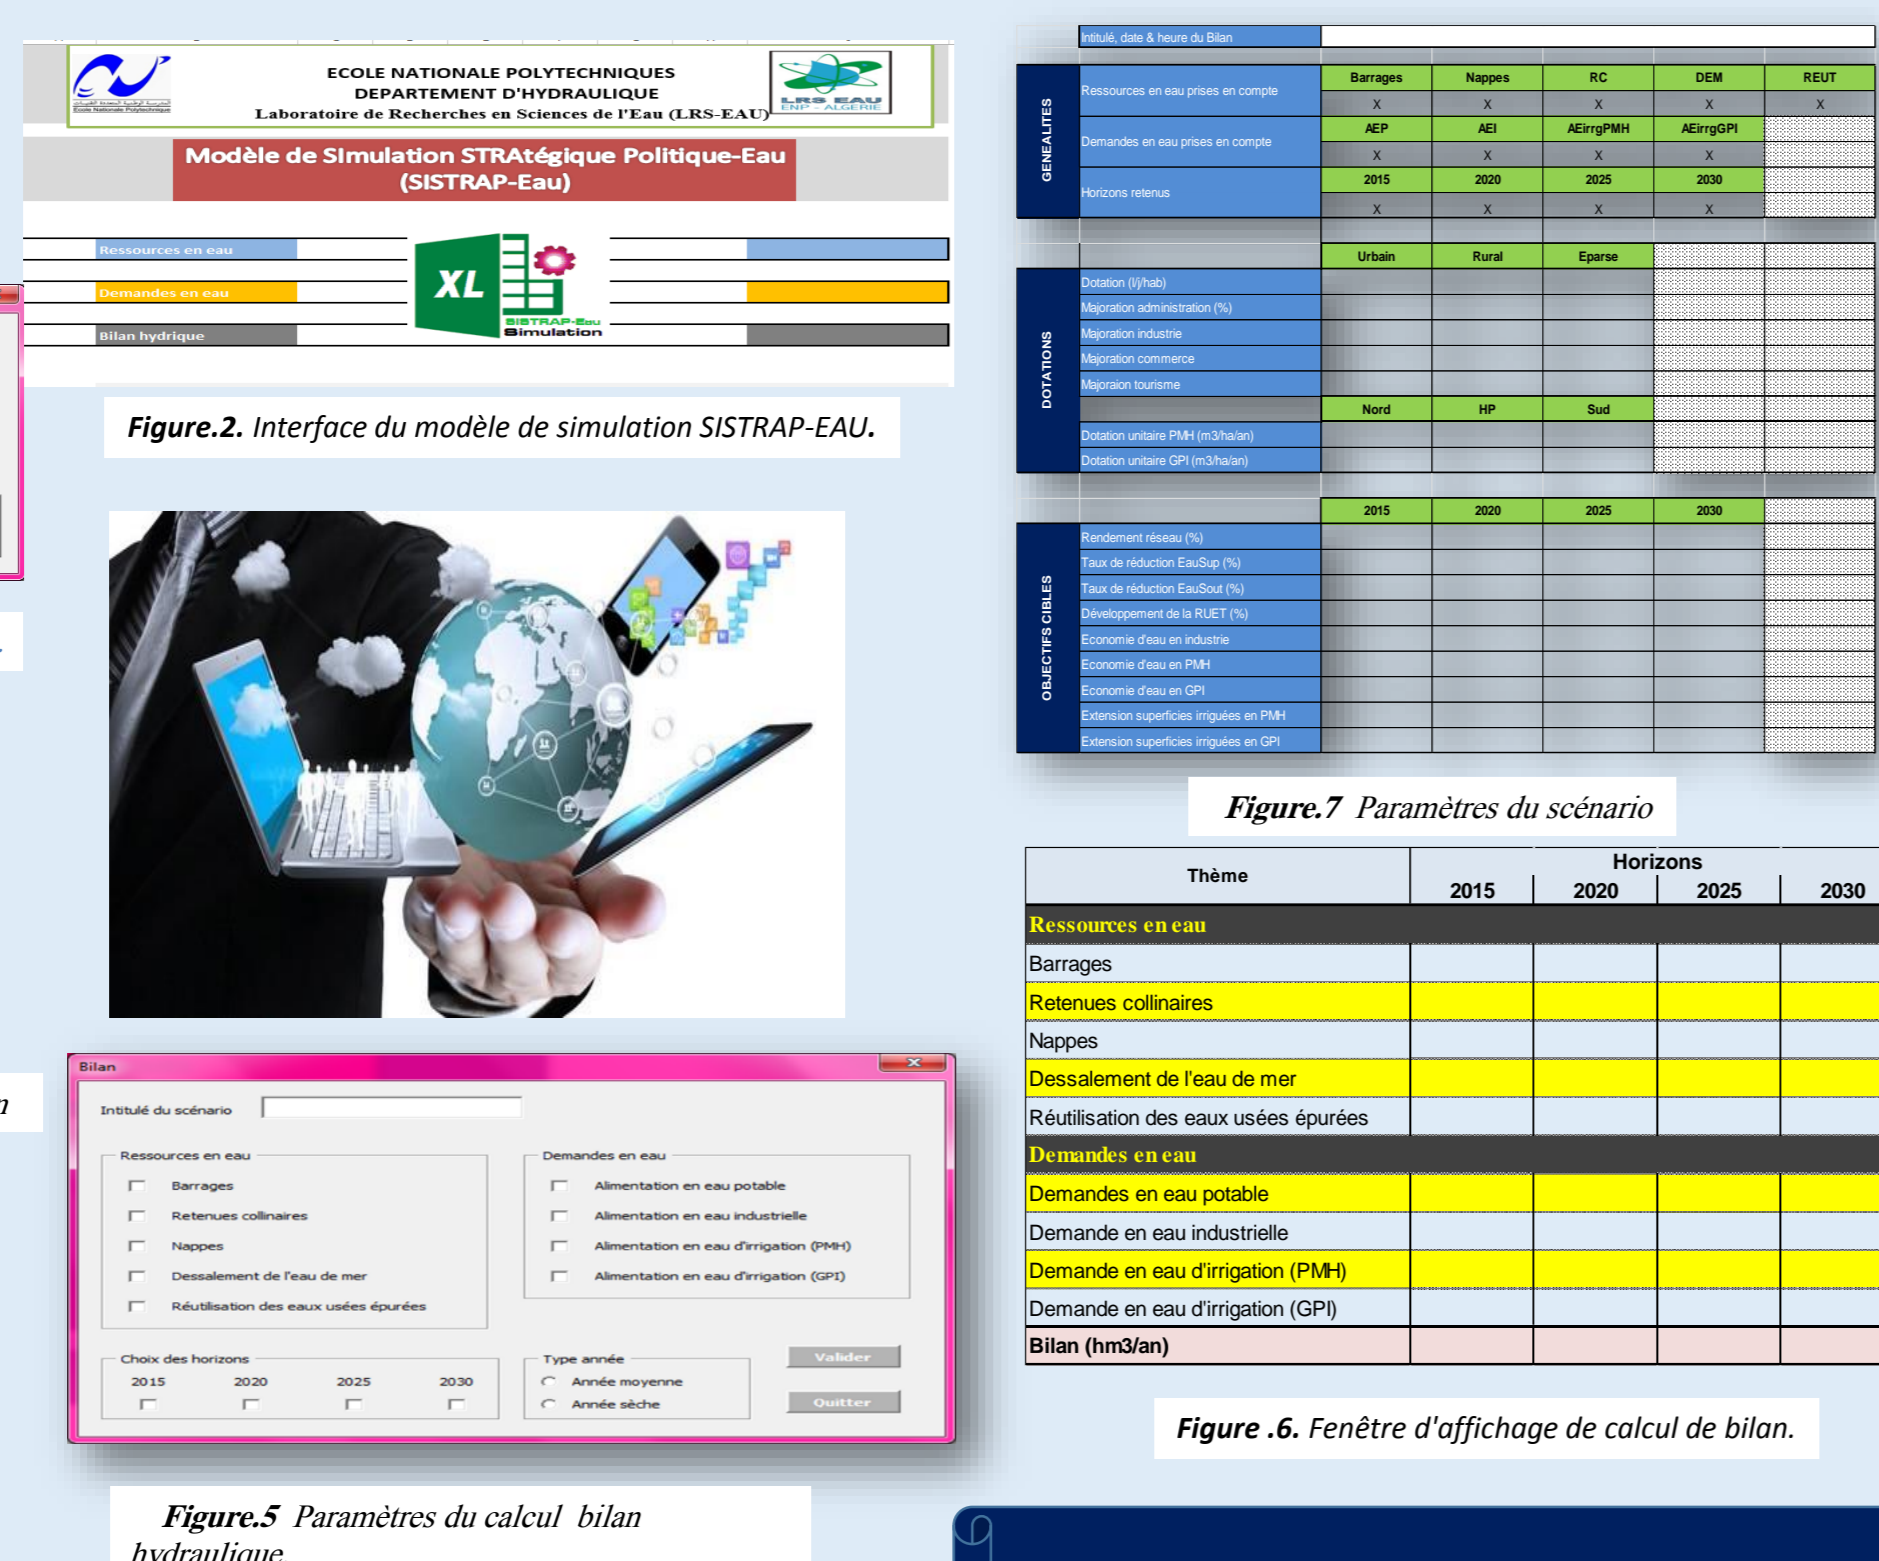 ECOLE NATIONALE POLYTECHNIQUES
DEPARTEMENT D'HYDRAULIQUE
Laboratoire de Recherches en Sciences de l'Eau (LRS-EAU)
Ecole Nationale Polytechnique
LRS EAU
ENP - ALGERIE
Modèle de SImulation STRAtégique Politique-Eau
(SISTRAP-Eau)
Ressources en eau
Demandes en eau
Bilan hydrique
XL
SISTRAP-Eau
Simulation
Figure.2. Interface du modèle de simulation SISTRAP-EAU.
Bilan
Intitulé du scénario
Ressources en eau
Barrages
Retenues collinaires
Nappes
Dessalement de l'eau de mer
Réutilisation des eaux usées épurées
Demandes en eau
Alimentation en eau potable
Alimentation en eau industrielle
Alimentation en eau d'irrigation (PMH)
Alimentation en eau d'irrigation (GPI)
Choix des horizons
2015 2020 2025 2030
Type année
Année moyenne
Année sèche
Valider
Quitter
Figure.5 Paramètres du calcul bilan
hydraulique
Intitulé, date & heure du Bilan
GENEALITES
Ressources en eau prises en compte Barrages Nappes RC DEM REUT
X X X X X
Demandes en eau prises en compte AEP AEI AEirrgPMH AEirrgGPI
X X X X
Horizons retenus 2015 2020 2025 2030
X X X X
DOTATIONS
Urbain Rural Eparse
Dotation (l/j/hab)
Majoration administration (%)
Majoration industrie
Majoration commerce
Majoraion tourisme
Nord HP Sud
Dotation unitaire PMH (m3/ha/an)
Dotation unitaire GPI (m3/ha/an)
OBJECTIFS CIBLES
2015 2020 2025 2030
Rendement réseau (%)
Taux de réduction EauSup (%)
Taux de réduction EauSout (%)
Développement de la RUET (%)
Economie d'eau en industrie
Economie d'eau en PMH
Economie d'eau en GPI
Extension superficies irriguées en PMH
Extension superficies irriguées en GPI
Figure.7 Paramètres du scénario
Thème Horizons
2015 2020 2025 2030
Ressources en eau
Barrages
Retenues collinaires
Nappes
Dessalement de l'eau de mer
Réutilisation des eaux usées épurées
Demandes en eau
Demandes en eau potable
Demande en eau industrielle
Demande en eau d'irrigation (PMH)
Demande en eau d'irrigation (GPI)
Bilan (hm3/an)
Figure .6. Fenêtre d'affichage de calcul de bilan.